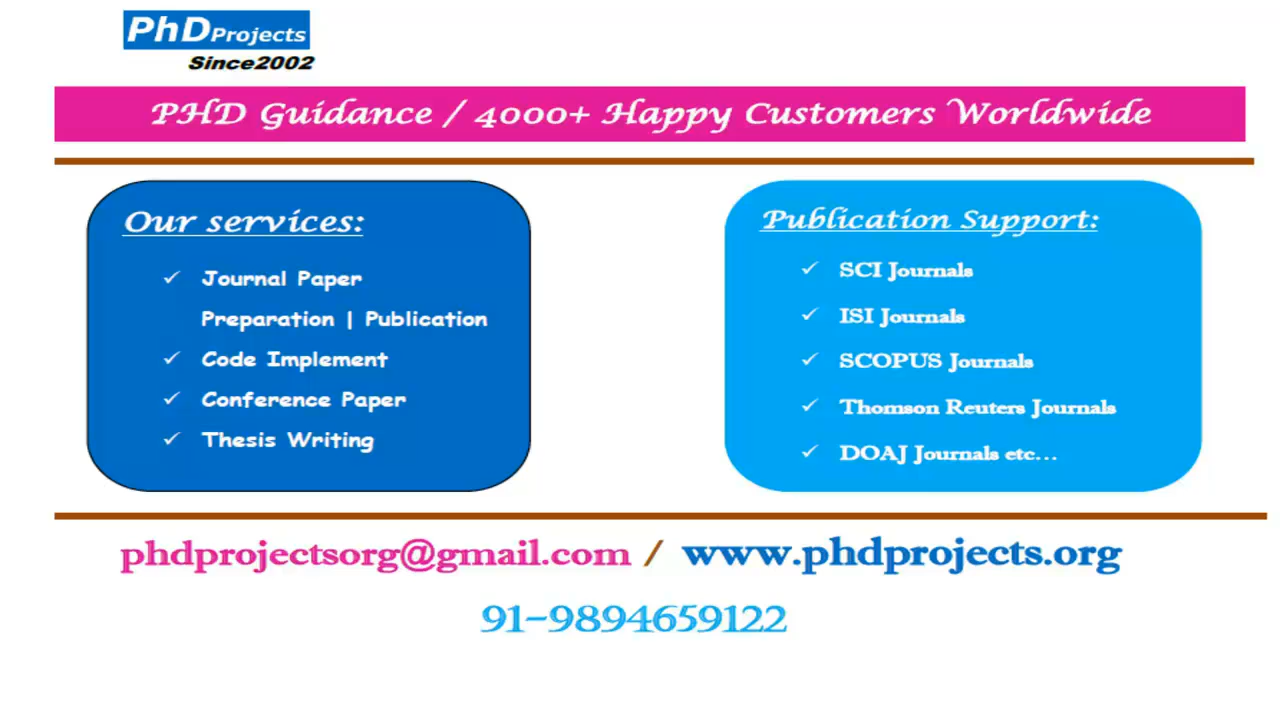 PhDProjects
Since2002
PHD Guidance / 4000+ Happy Customers Worldwide
Our services:
✓ Journal Paper
Preparation | Publication
✓ Code Implement
✓ Conference Paper
✓ Thesis Writing
Publication Support:
✓ SCI Journals
✓ ISI Journals
✓ SCOPUS Journals
✓ Thomson Reuters Journals
✓ DOAJ Journals etc...
phdprojectsorg@gmail.com / www.phdprojects.org
91-9894659122